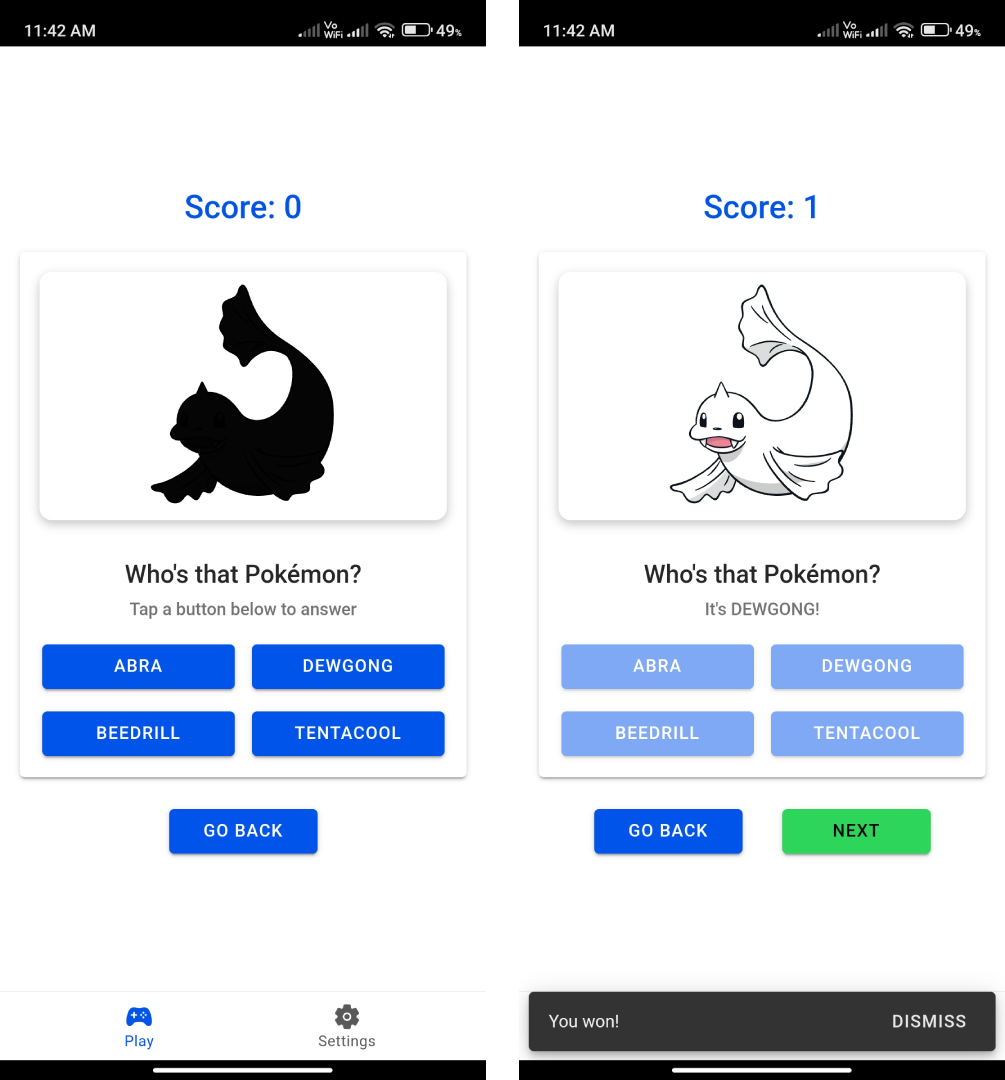 11:42 AM
Vo
WiFi
49%
Score: 0
Who's that Pokémon?
Tap a button below to answer
ABRA
DEWGONG
BEEDRILL
TENTACOOL
GO BACK
Play
Settings
11:42 AM
Vo
WiFi
49%
Score: 1
Who's that Pokémon?
It's DEWGONG!
ABRA
DEWGONG
BEEDRILL
TENTACOOL
GO BACK
NEXT
You won!
DISMISS